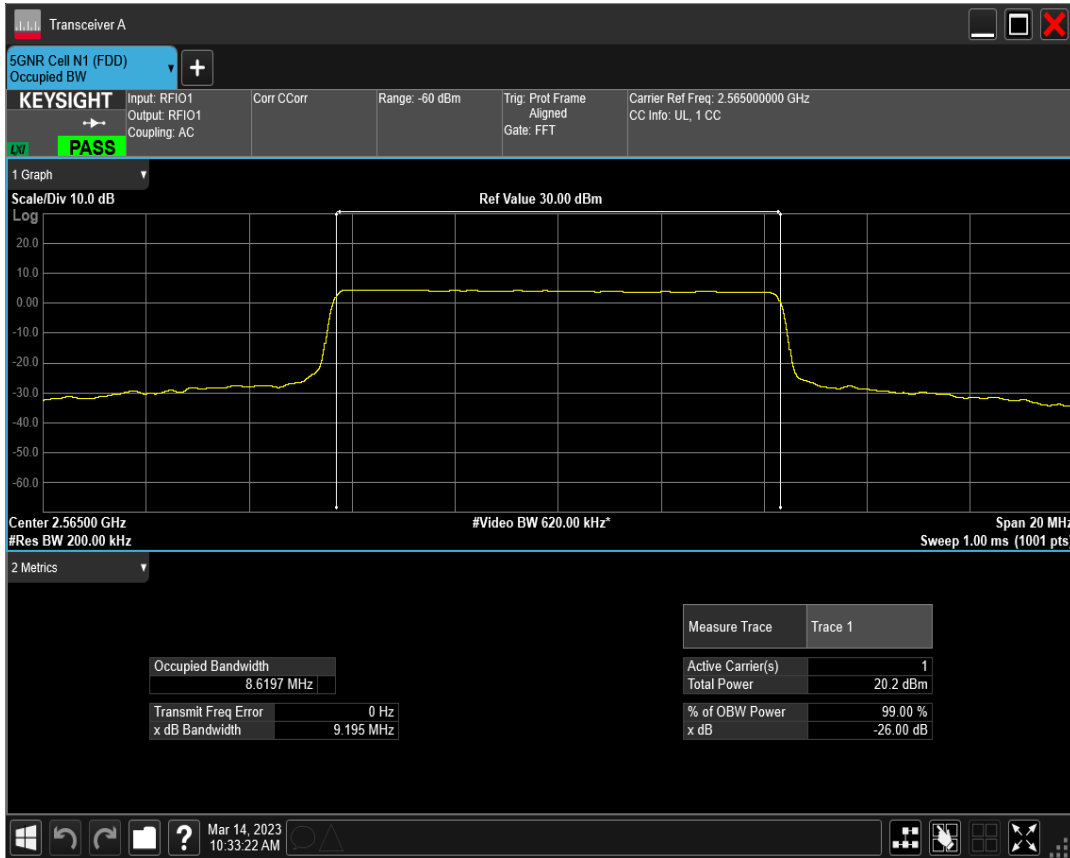 Transceiver A
5GNR Cell N1 (FDD)
Occupied BW
KEYSIGHT
LXI
PASS
Input: RFIO1
Output: RFIO1
Coupling: AC
Corr CCorr
Range: -60 dBm
Trig: Prot Frame
Aligned
Gate: FFT
Carrier Ref Freq: 2.565000000 GHz
CC Info: UL, 1 CC
1 Graph
Scale/Div 10.0 dB
Ref Value 30.00 dBm
Log
20.0
10.0
0.00
-10.0
-20.0
-30.0
-40.0
-50.0
-60.0
Center 2.56500 GHz
#Video BW 620.00 kHz*
Span 20 MHz
#Res BW 200.00 kHz
Sweep 1.00 ms (1001 pts)
2 Metrics
Measure Trace Trace 1
Occupied Bandwidth
8.6197 MHz
Active Carrier(s) 1
Total Power 20.2 dBm
Transmit Freq Error 0 Hz
x dB Bandwidth 9.195 MHz
% of OBW Power 99.00 %
x dB -26.00 dB
?
Mar 14, 2023
10:33:22 AM